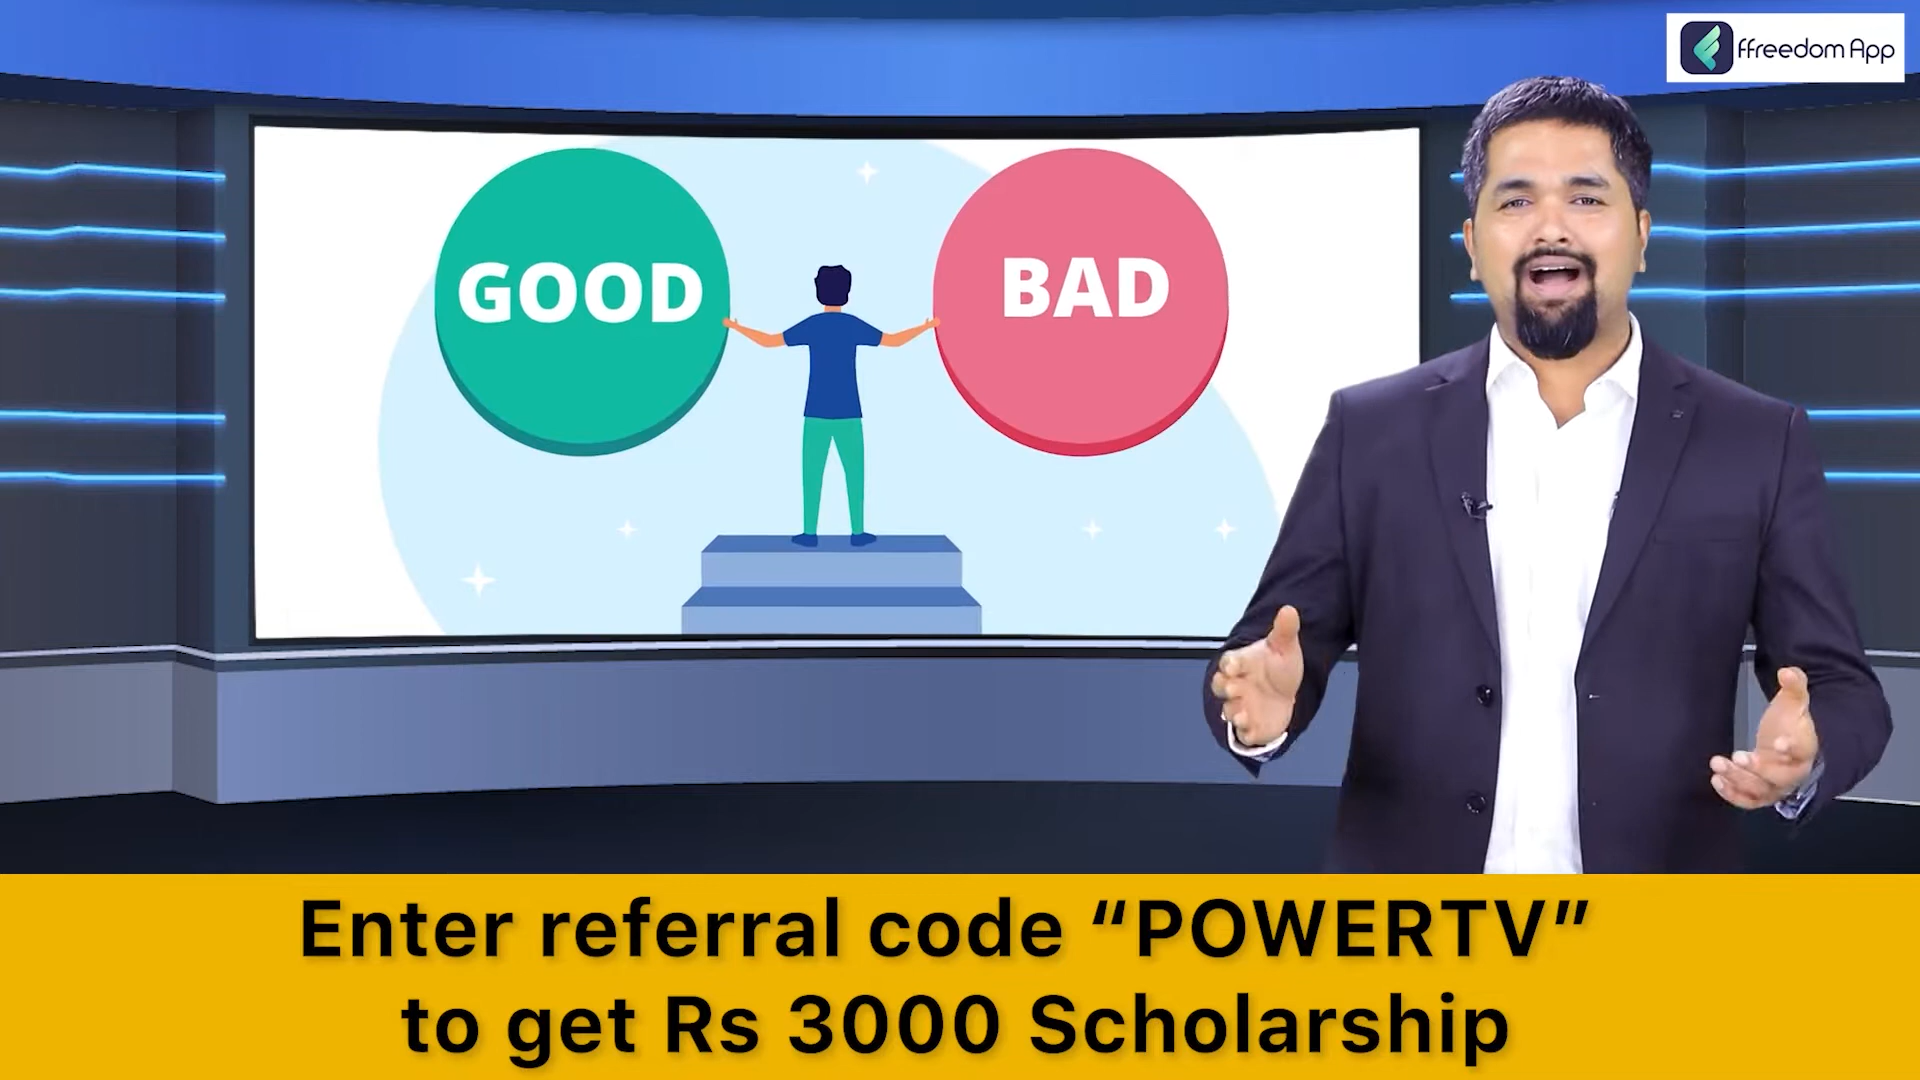 ffreedom App
GOOD
BAD
Enter referral code “POWERTV”
to get Rs 3000 Scholarship